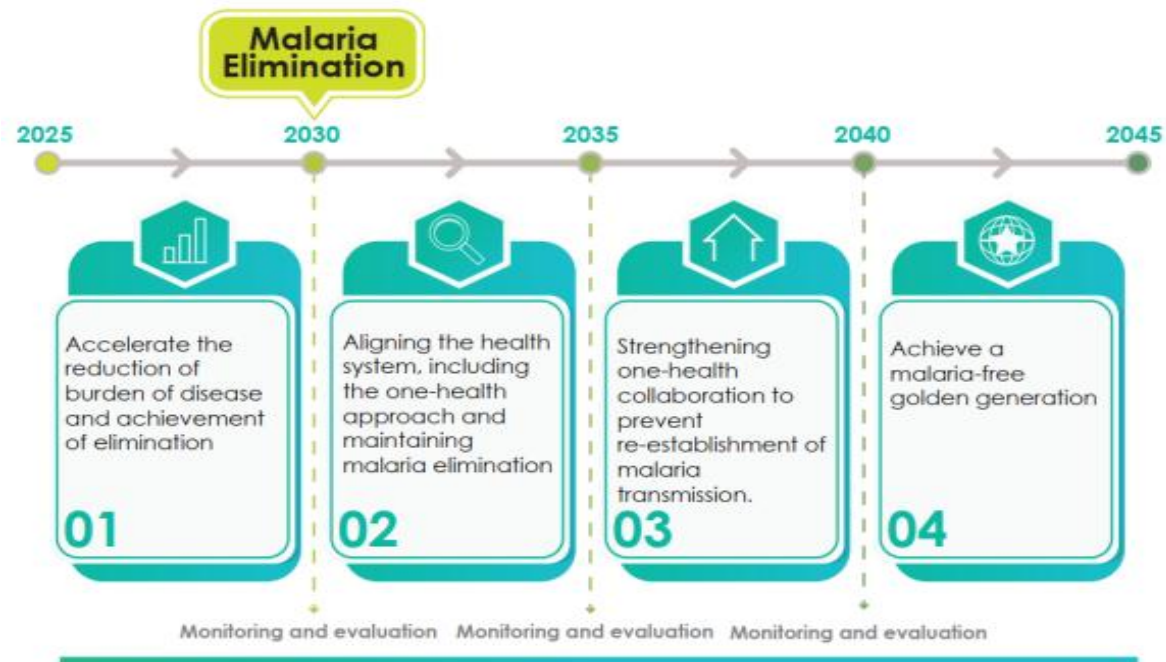 Malaria
Elimination
2025
2030
2035
2040
2045
Accelerate the
reduction of
burden of disease
and achievement
of elimination
01
Aligning the health
system, including
the one-health
approach and
maintaining
malaria elimination
02
Strengthening
one-health
collaboration to
prevent
re-establishment of
malaria
transmission.
03
Achieve a
malaria-free
golden generation
04
Monitoring and evaluation
Monitoring and evaluation
Monitoring and evaluation